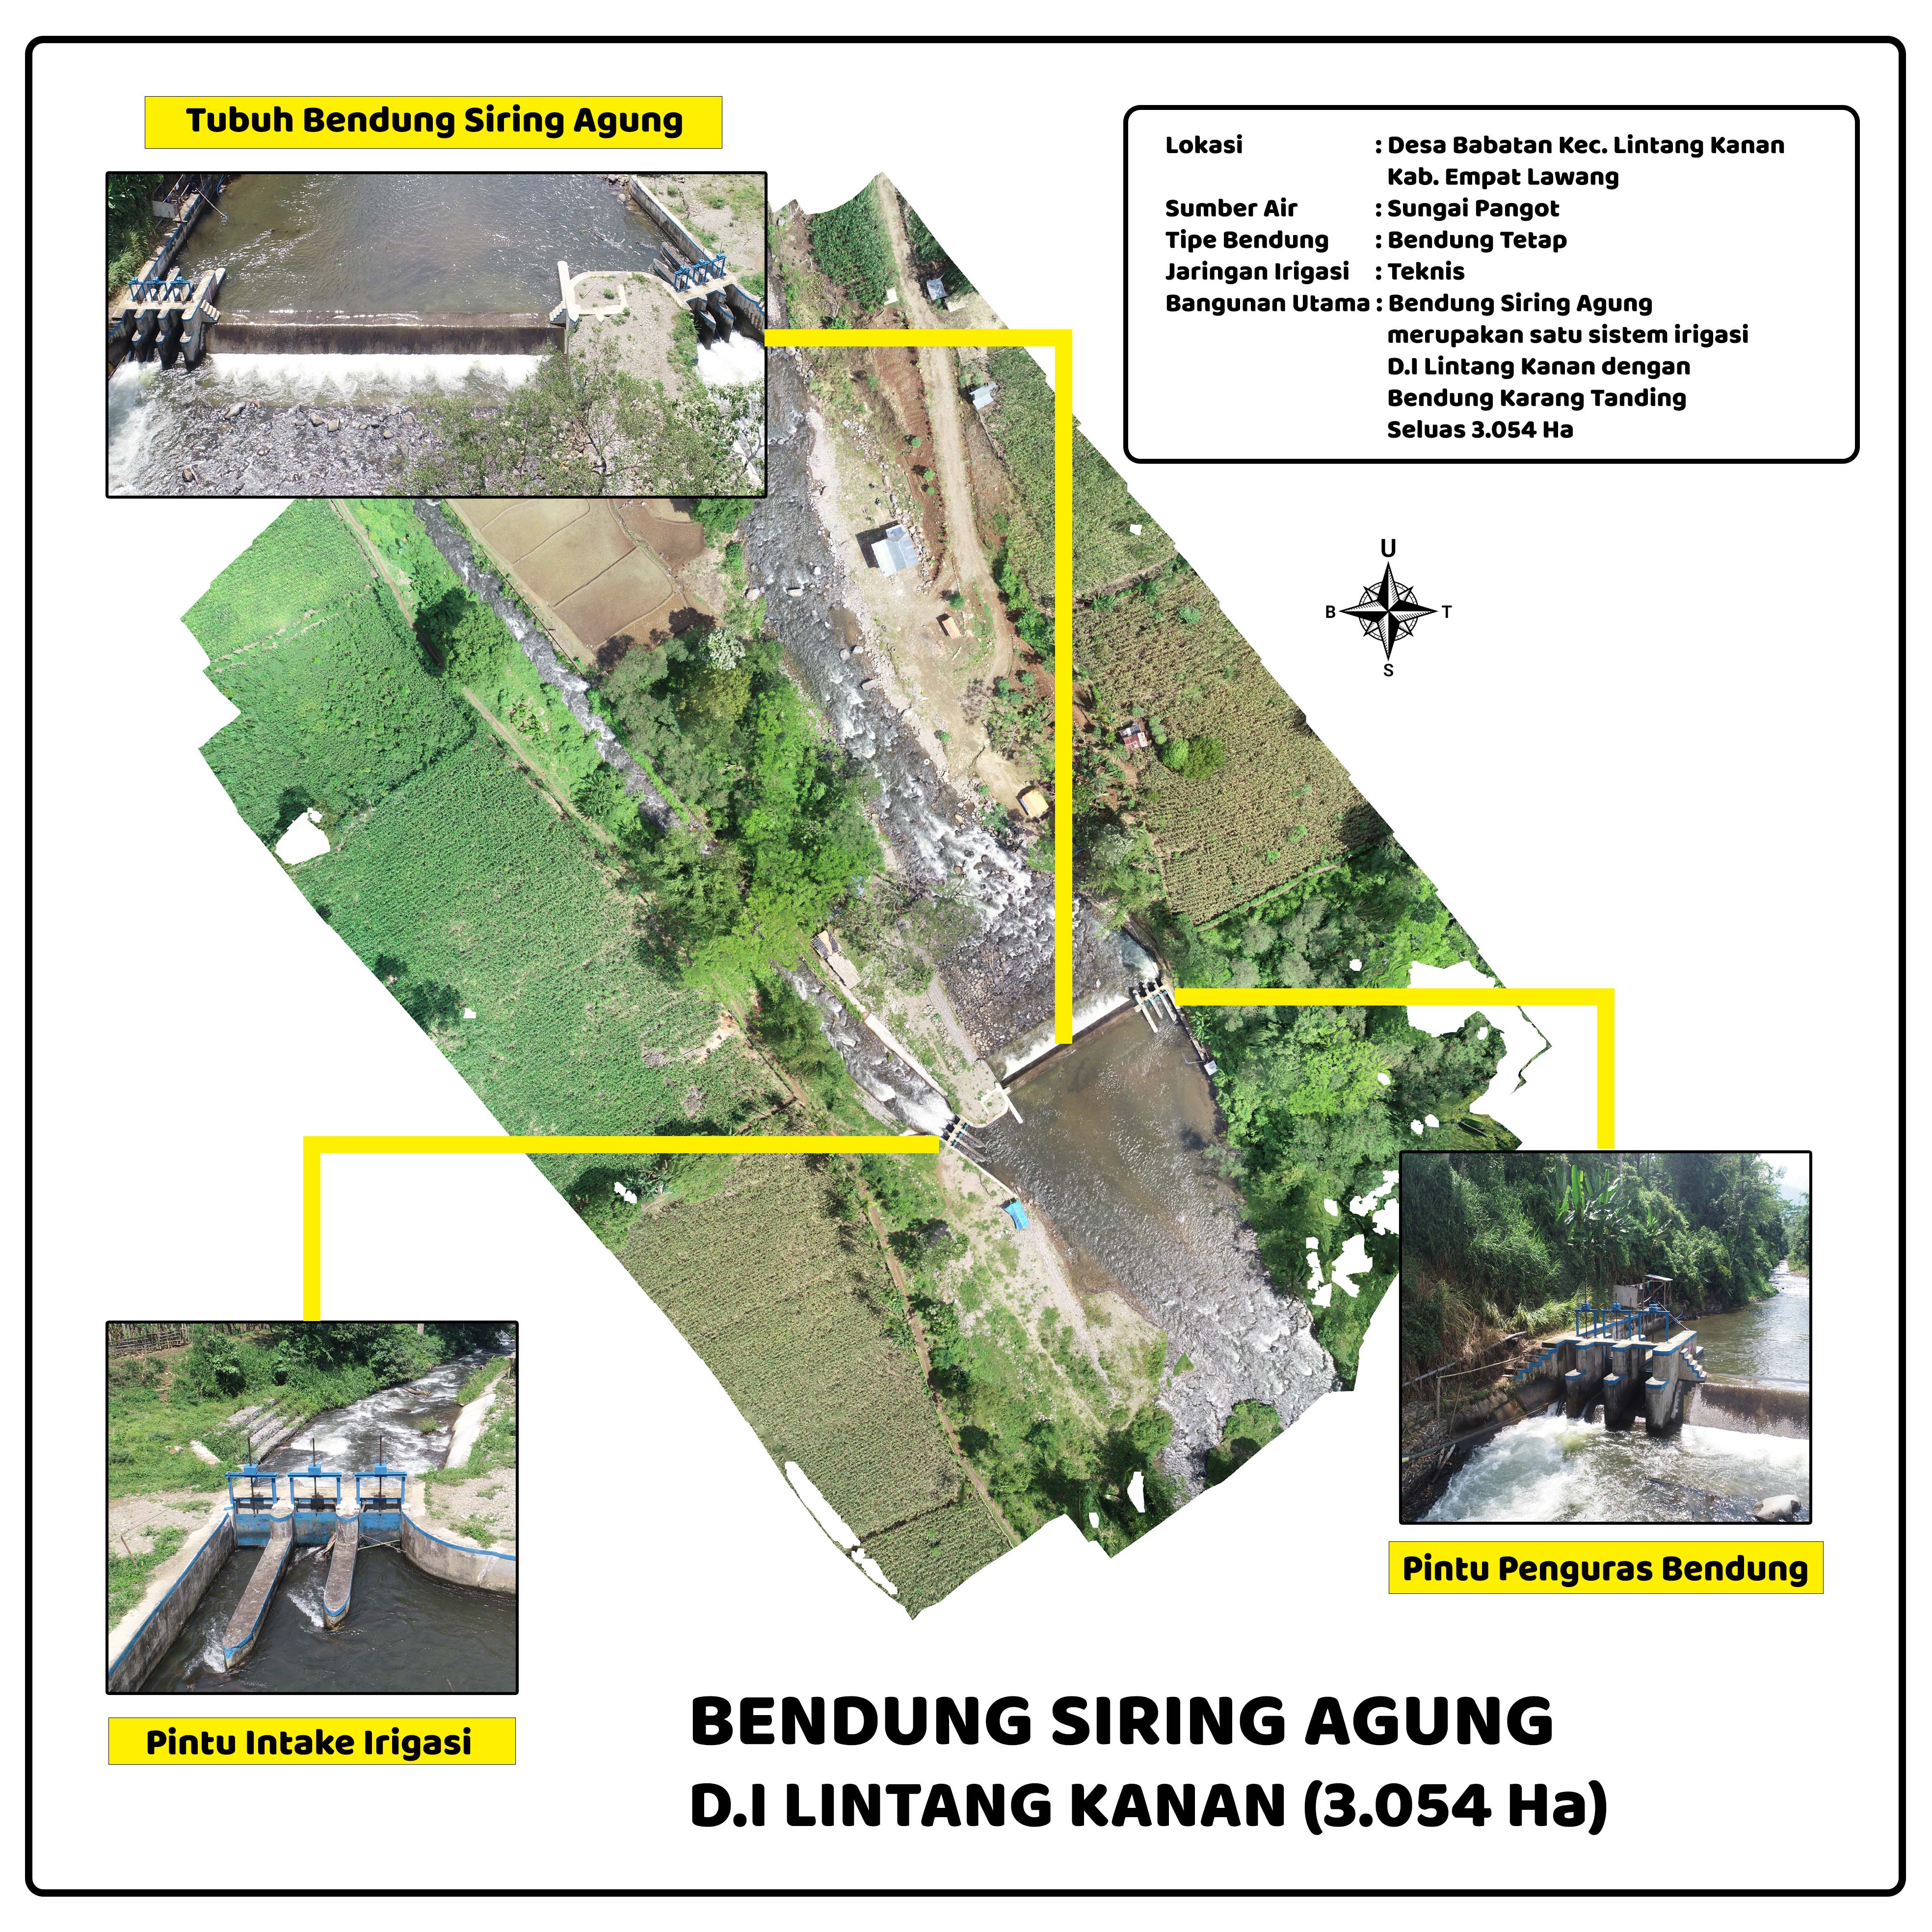 Tubuh Bendung Siring Agung
Lokasi : Desa Babatan Kec. Lintang Kanan
Kab. Empat Lawang
Sumber Air : Sungai Pangot
Tipe Bendung : Bendung Tetap
Jaringan Irigasi : Teknis
Bangunan Utama : Bendung Siring Agung
merupakan satu sistem irigasi
D.I Lintang Kanan dengan
Bendung Karang Tanding
Seluas 3.054 Ha
U
B T
S
Pintu Penguras Bendung
Pintu Intake Irigasi
BENDUNG SIRING AGUNG
D.I LINTANG KANAN (3.054 Ha)